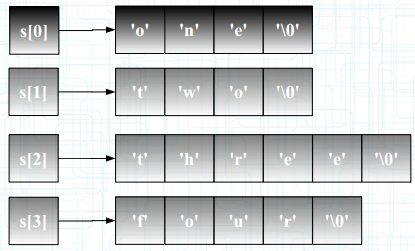 s[0] 'o' 'n' 'e' '\0'
s[1] 't' 'w' 'o' '\0'
s[2] 't' 'h' 'r' 'e' 'e' '\0'
s[3] 'f' 'o' 'u' 'r' '\0'